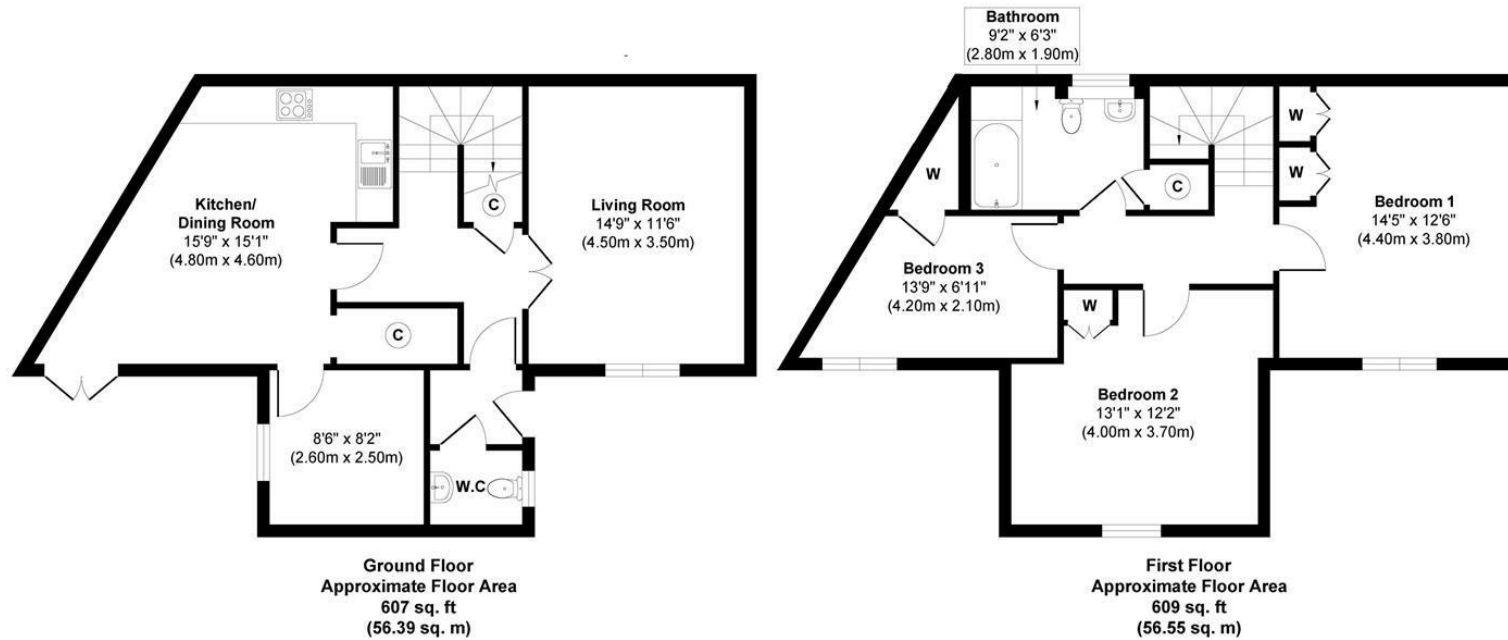 Bathroom
9'2" x 6'3"
(2.80m x 1.90m)
Kitchen/
Dining Room
15'9" x 15'1"
(4.80m x 4.60m)
C
Living Room
14'9" x 11'6"
(4.50m x 3.50m)
C
8'6" x 8'2"
(2.60m x 2.50m)
W.C
Ground Floor
Approximate Floor Area
607 sq. ft
(56.39 sq. m)
W
W
W
C
Bedroom 1
14'5" x 12'6"
(4.40m x 3.80m)
Bedroom 3
13'9" x 6'11"
(4.20m x 2.10m)
W
Bedroom 2
13'1" x 12'2"
(4.00m x 3.70m)
First Floor
Approximate Floor Area
609 sq. ft
(56.55 sq. m)